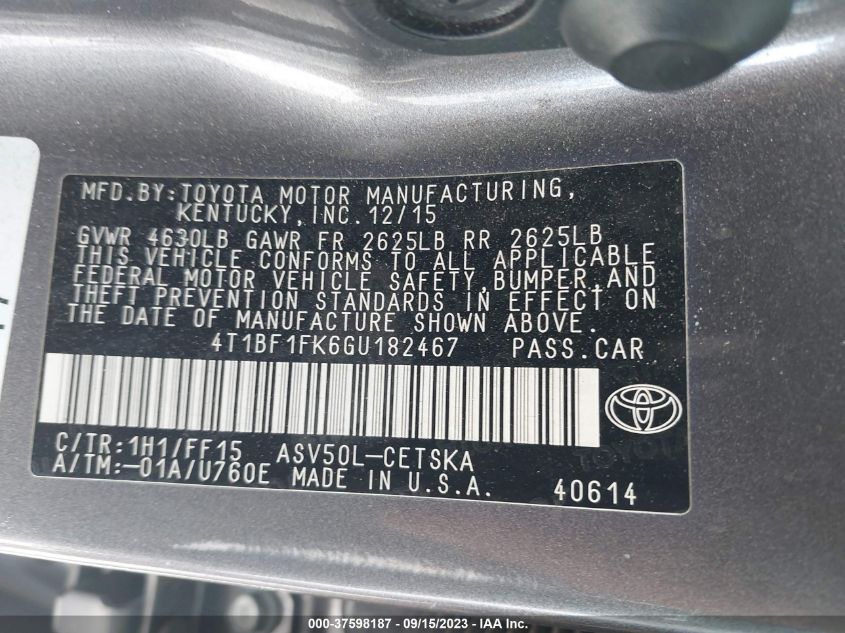 MFD.BY:TOYOTA MOTOR MANUFACTURING,
KENTUCKY,INC.12/15
GVWR 4630LB GAWR FR 2625LB RR 2625LB
THIS VEHICLE CONFORMS TO ALL APPLICABLE
FEDERAL MOTOR VEHICLE SAFETY,BUMPER,AND
THEFT PREVENTION STANDARDS IN EFFECT ON
THE DATE OF MANUFACTURE SHOWN ABOVE.
4T1BF1FK6GU182467 PASS.CAR
TOYOTA
C/TR:1H1/FF15 ASV50L-CETSKA
A/TM:-01A/U760E MADE IN U.S.A. 40614
000-37598187 - 09/15/2023 - IAAI.com